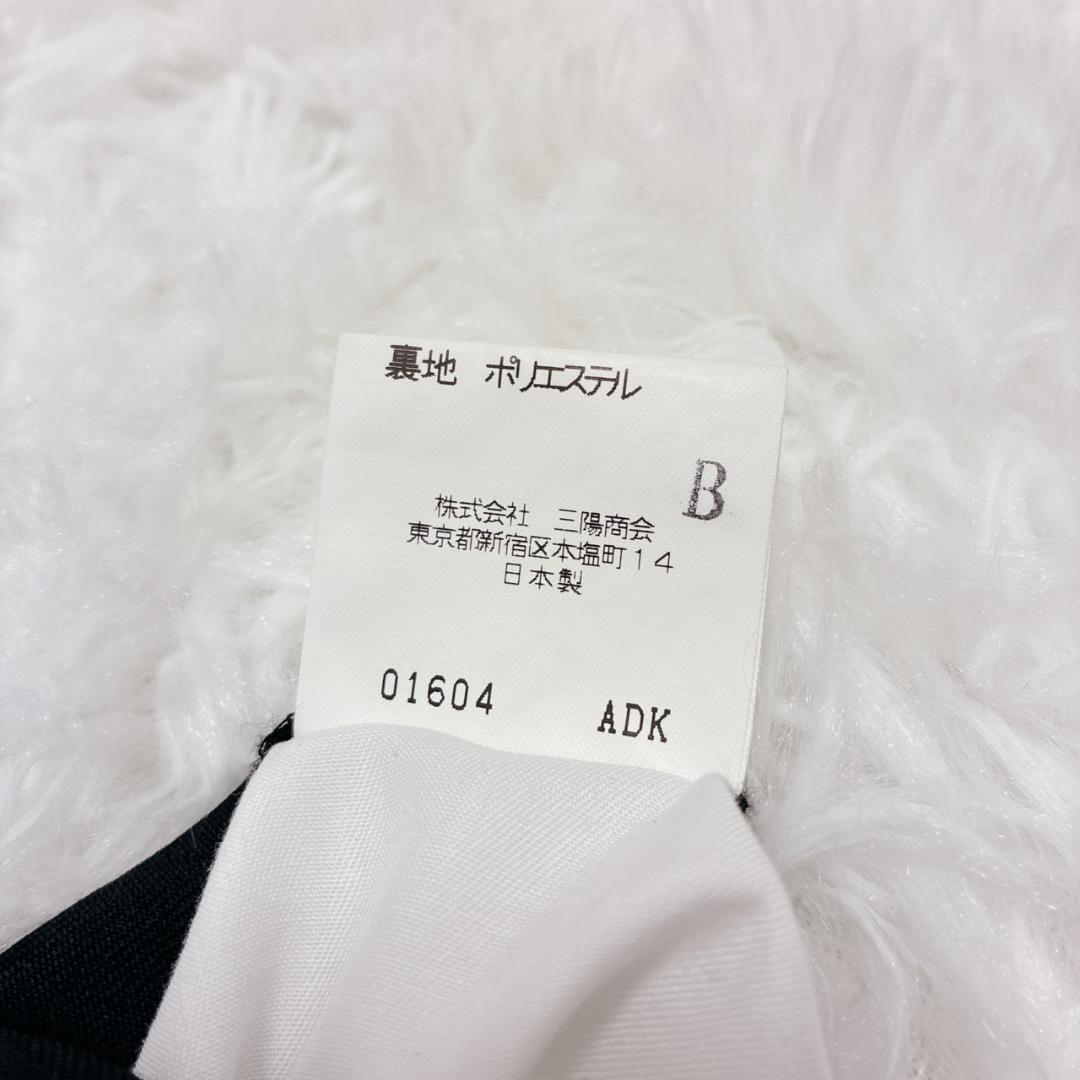 裏地 ポリエステル
B
株式会社 三陽商会
東京都新宿区本塩町14
日本製
01604 ADK